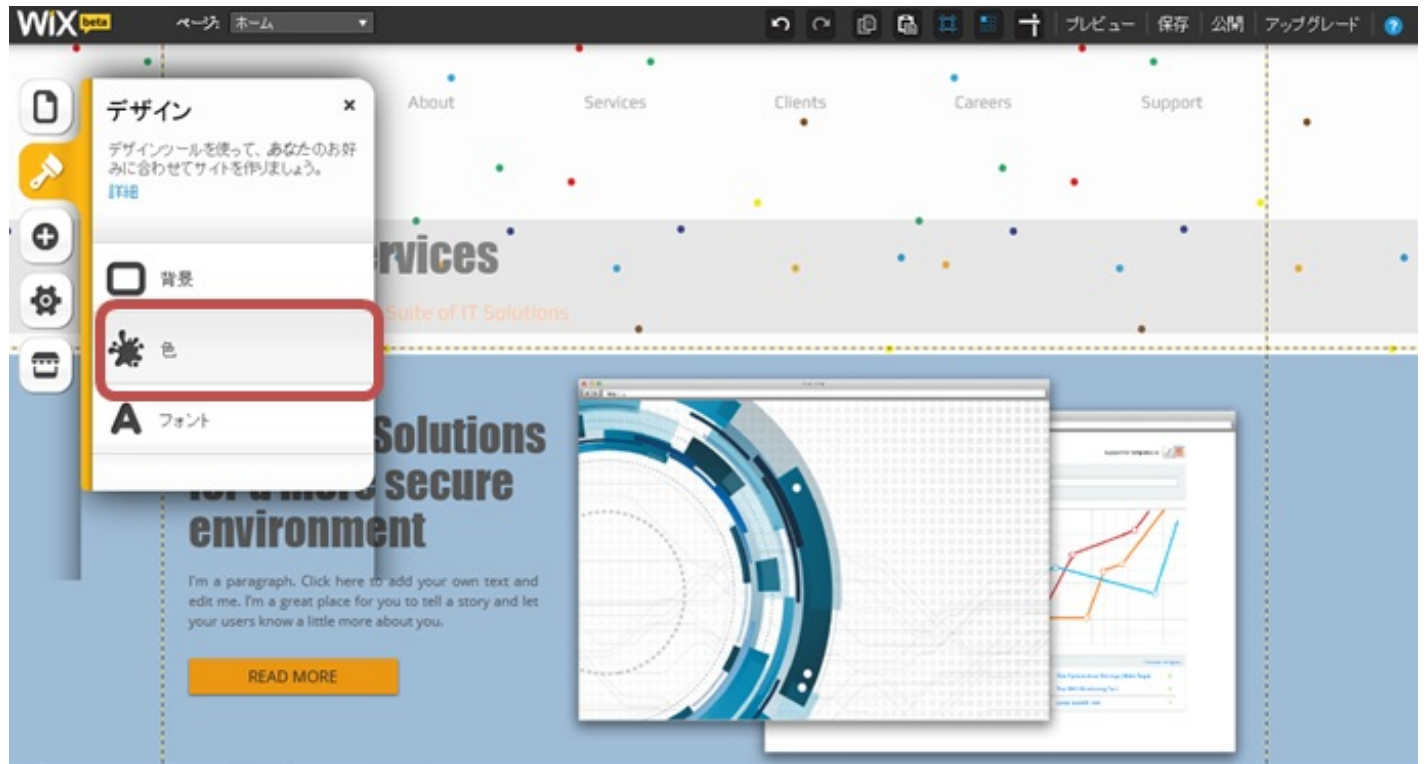 WiX beta
ページ: ホーム
プレビュー 保存 公開 アップグレード ?
デザイン ×
デザインツールを使って、あなたのお好
みに合わせてサイトを作りましょう。
詳細
背景
色
フォント
About Services Clients Careers Support
rvices
Suite of IT Solutions
Solutions
for a more secure
environment
I'm a paragraph. Click here to add your own text and
edit me. I'm a great place for you to tell a story and let
your users know a little more about you.
READ MORE